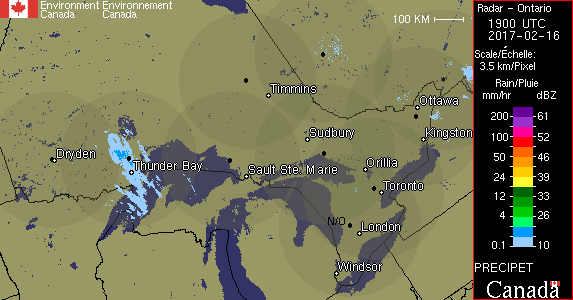 Environment Environnement
Canada Canada
100 KM
Timmins
Ottawa
Sudbury
Kingston
Dryden
Thunder Bay
Sault Ste. Marie
Orillia
Toronto
N/O
London
Windsor
Radar - Ontario
1900 UTC
2017-02-16
Scale/Échelle:
3.5 km/Pixel
Rain/Pluie
mm/hr dBZ
200 61
100 52
50 46
24 39
12 33
4 26
0.1 10
PRECIPET
Canada